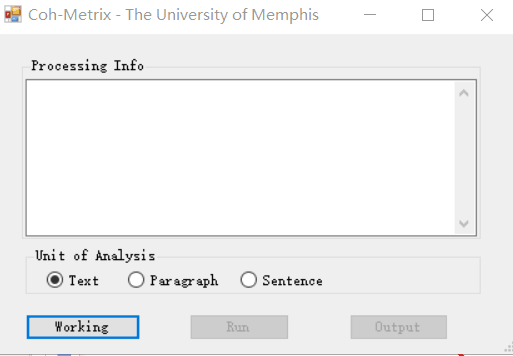 Coh-Metrix - The University of Memphis
Processing Info
Unit of Analysis
Text Paragraph Sentence
Working Run Output